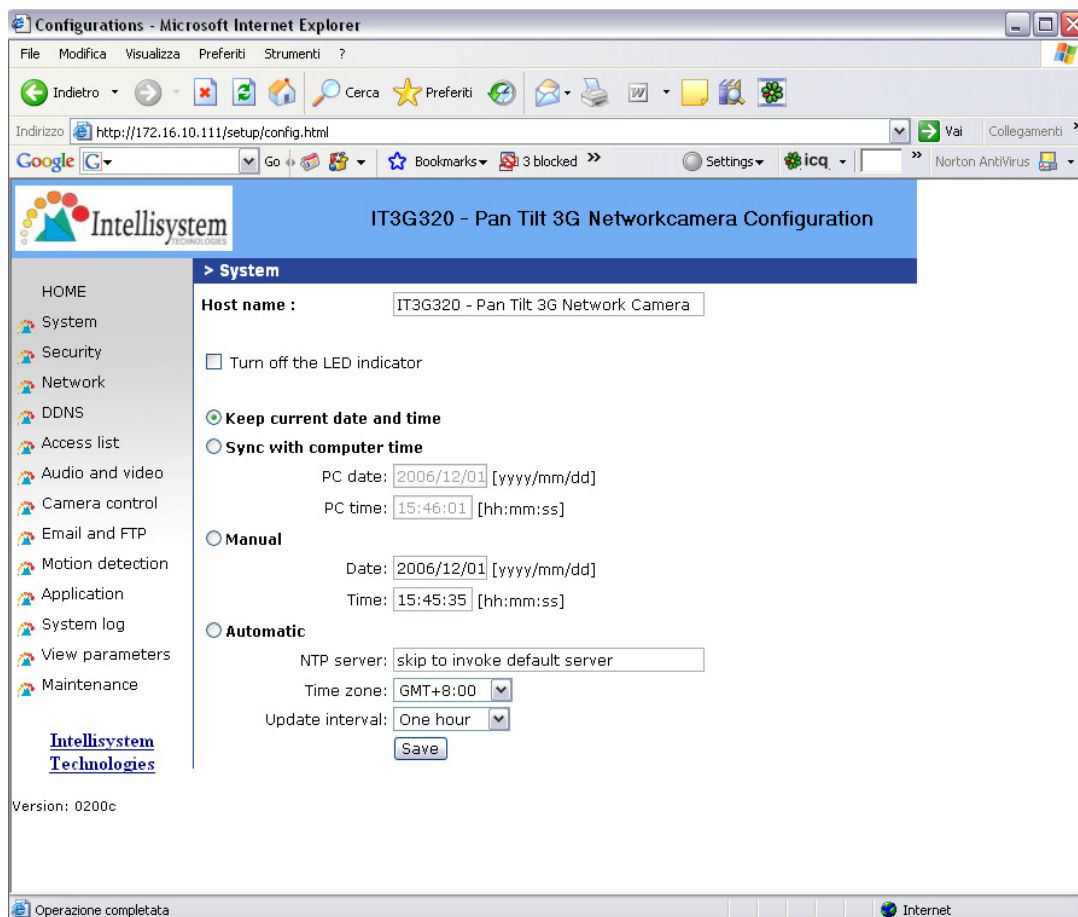 Configurations - Microsoft Internet Explorer
File Modifica Visualizza Preferiti Strumenti ?
Indietro Cerca Preferiti
Indirizzo http://172.16.10.111/setup/config.html Vai Collegamenti »
Google G Go Bookmarks 3 blocked » Settings icq » Norton AntiVirus
Intellisystem
TECHNOLOGIES
IT3G320 - Pan Tilt 3G Networkcamera Configuration
> System
HOME
System
Security
Network
DDNS
Access list
Audio and video
Camera control
Email and FTP
Motion detection
Application
System log
View parameters
Maintenance
Intellisystem
Technologies
Version: 0200c
Host name : IT3G320 - Pan Tilt 3G Network Camera
Turn off the LED indicator
Keep current date and time
Sync with computer time
PC date: 2006/12/01 [yyyy/mm/dd]
PC time: 15:46:01 [hh:mm:ss]
Manual
Date: 2006/12/01 [yyyy/mm/dd]
Time: 15:45:35 [hh:mm:ss]
Automatic
NTP server: skip to invoke default server
Time zone: GMT+8:00
Update interval: One hour
Save
Operazione completata Internet